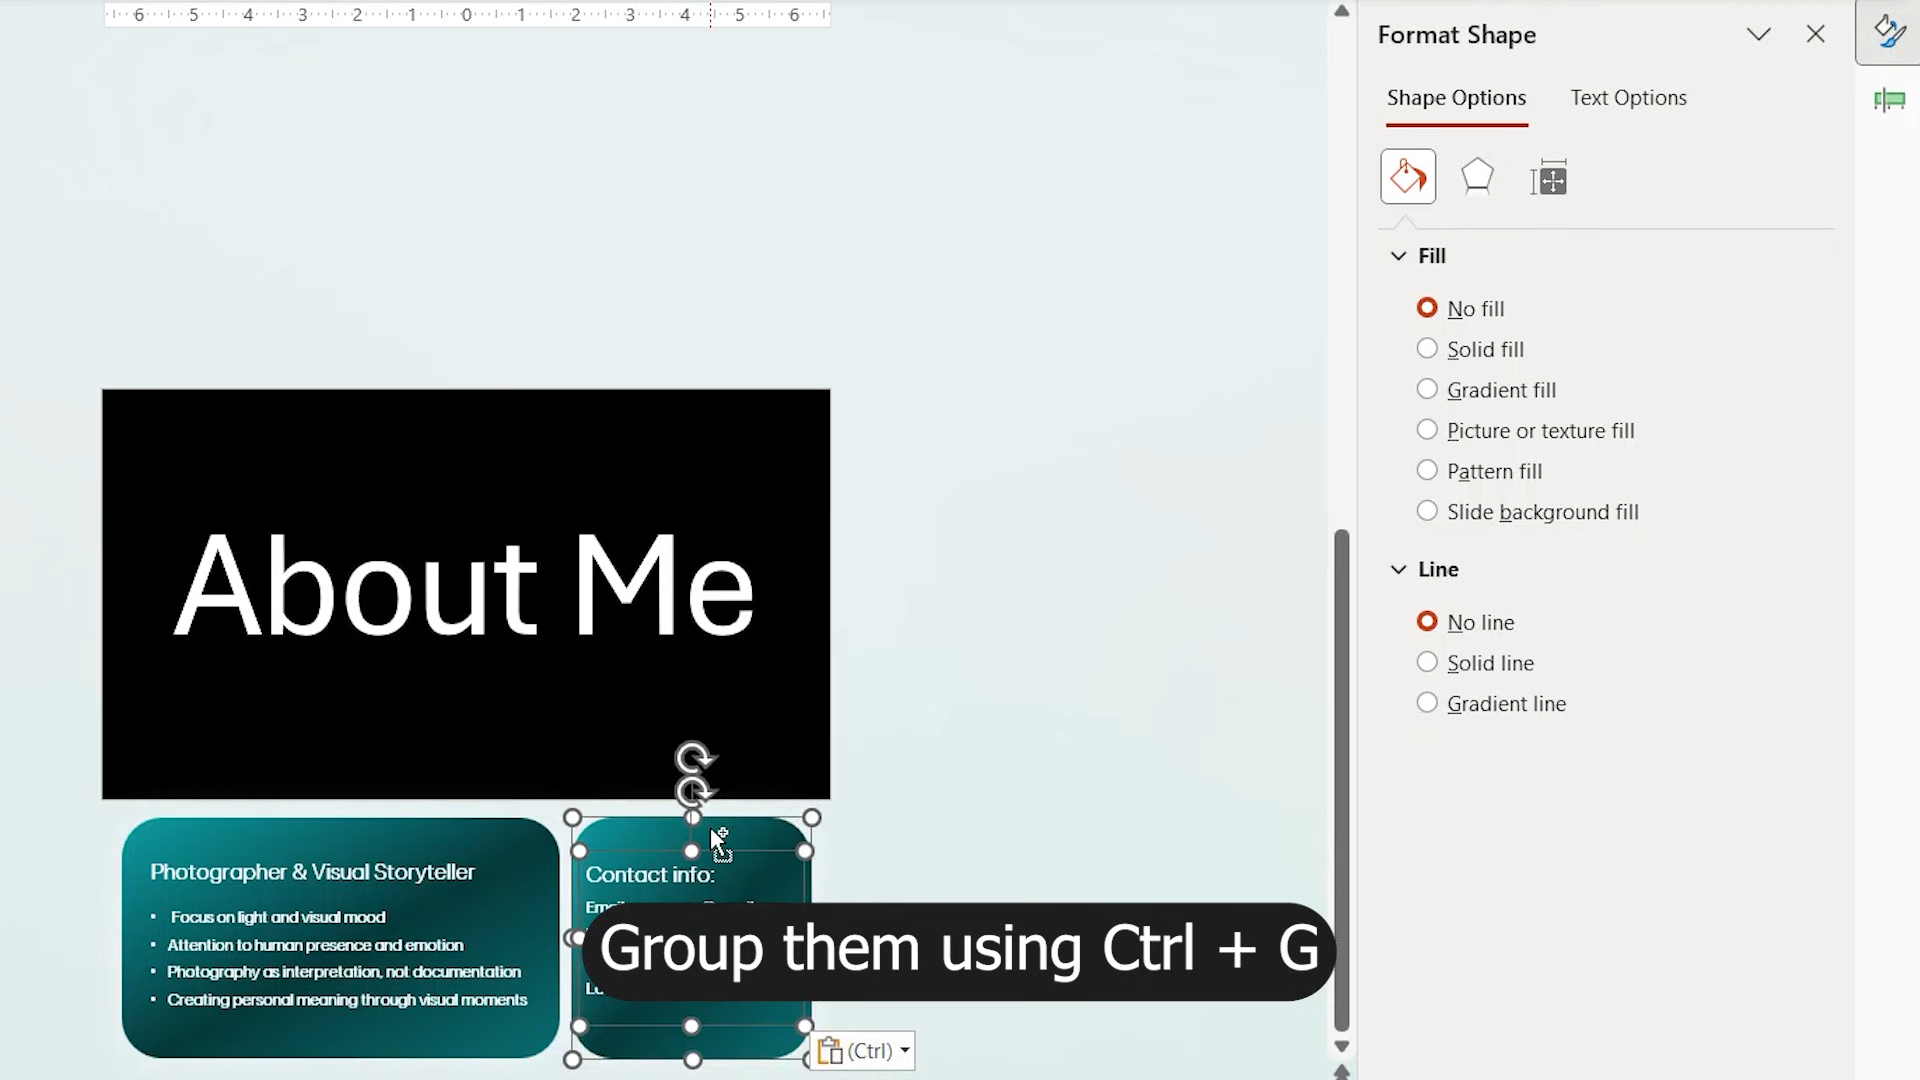 6 5 4 3 2 1 0 1 2 3 4 5 6
Format Shape
Shape Options Text Options
Fill
No fill
Solid fill
Gradient fill
Picture or texture fill
Pattern fill
Slide background fill
Line
No line
Solid line
Gradient line
About Me
Photographer & Visual Storyteller
• Focus on light and visual mood
• Attention to human presence and emotion
• Photography as interpretation, not documentation
• Creating personal meaning through visual moments
Contact info:
Group them using Ctrl + G
(Ctrl)